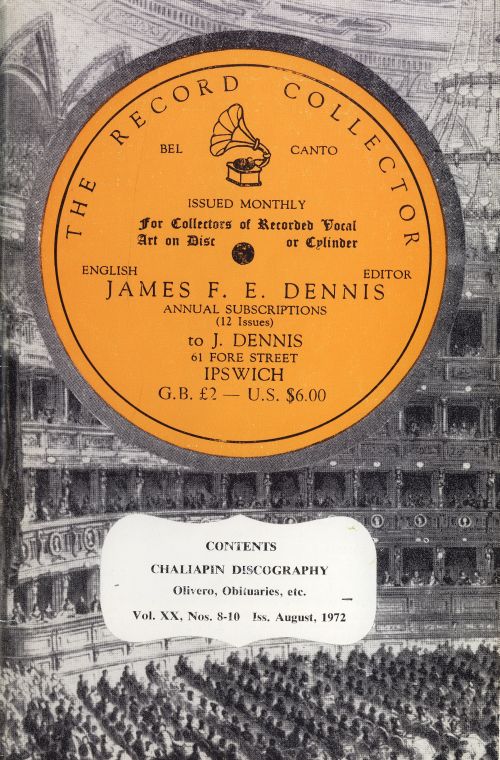 THE RECORD COLLECTOR
BEL CANTO
ISSUED MONTHLY
For Collectors of Recorded Vocal
Art on Disc or Cylinder
ENGLISH EDITOR
JAMES F. E. DENNIS
ANNUAL SUBSCRIPTIONS
(12 Issues)
to J. DENNIS
61 FORE STREET
IPSWICH
G.B. £2 — U.S. $6.00
CONTENTS
CHALIAPIN DISCOGRAPHY
Olivero, Obituaries, etc.
Vol. XX, Nos. 8-10 Iss. August, 1972